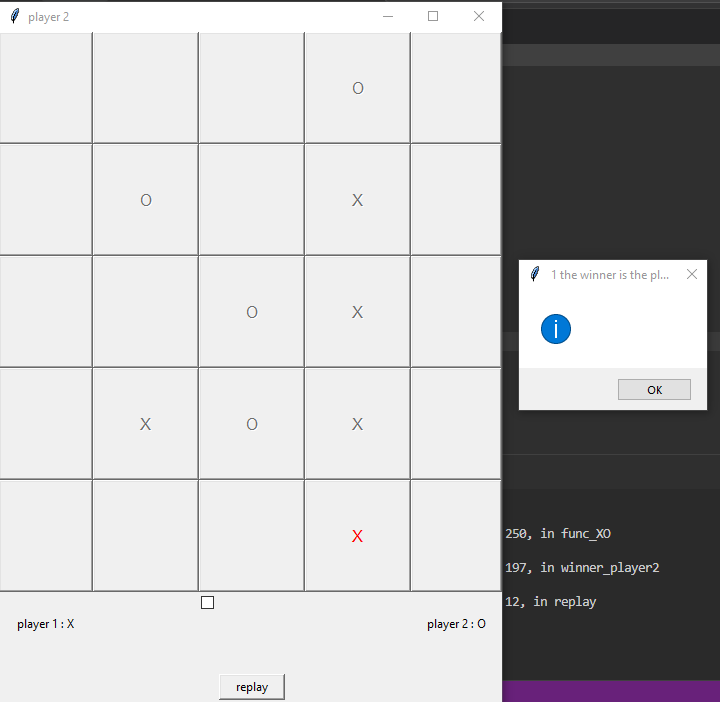 player 2
O
O
X
1 the winner is the pl...
O
X
OK
X
O
X
X
250, in func_XO
197, in winner_player2
12, in replay
player 1 : X
player 2 : O
replay